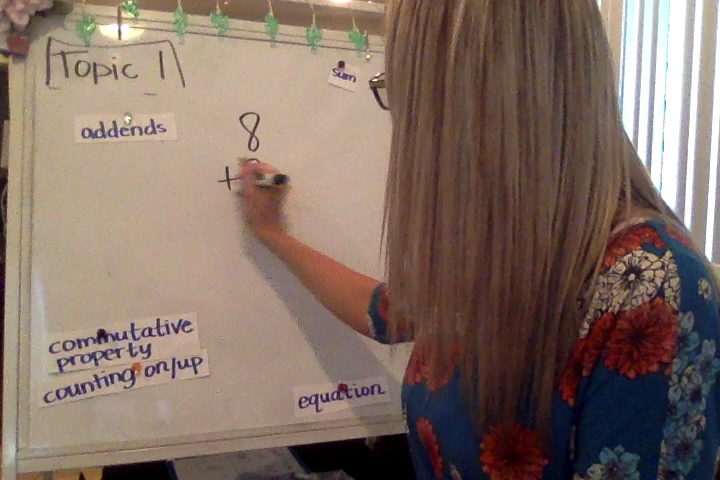 Topic 1
sum
addends
8
+
commutative
property
counting on/up
equation